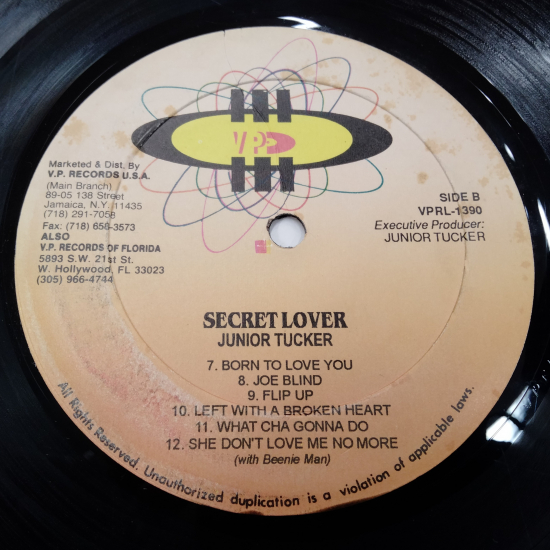 VP
Marketed & Dist. By
V.P. RECORDS U.S.A.
(Main Branch)
89-05 138 Street
Jamaica, N.Y. 11435
(718) 291-7058
Fax: (718) 658-3573
ALSO
V.P. RECORDS OF FLORIDA
5893 S.W. 21st St.
W. Hollywood, FL 33023
(305) 966-4744
SIDE B
VPRL-1390
Executive Producer:
JUNIOR TUCKER
SECRET LOVER
JUNIOR TUCKER
7. BORN TO LOVE YOU
8. JOE BLIND
9. FLIP UP
10. LEFT WITH A BROKEN HEART
11. WHAT CHA GONNA DO
12. SHE DON'T LOVE ME NO MORE
(with Beenie Man)
All Rights Reserved. Unauthorized duplication is a violation of applicable laws.